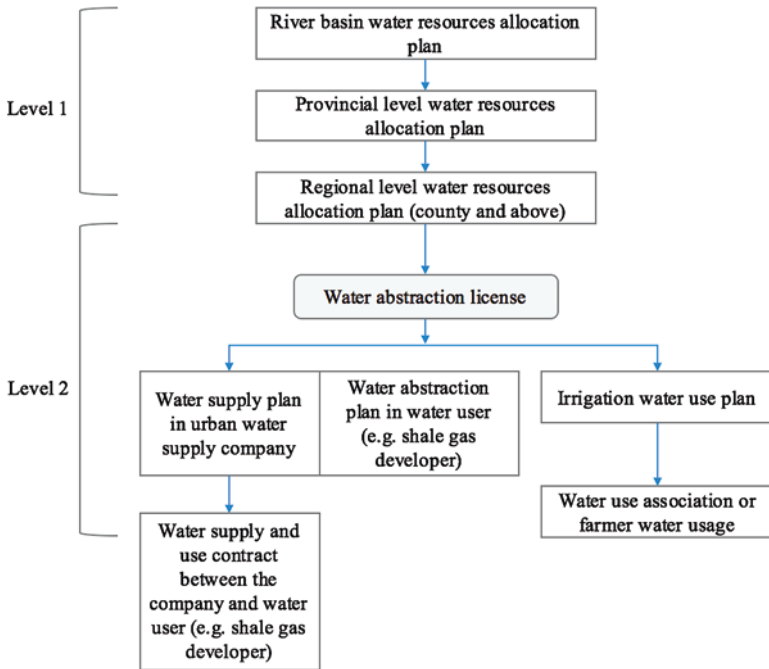 River basin water resources allocation
plan
Level 1
Provincial level water resources
allocation plan
Regional level water resources
allocation plan (county and above)
Water abstraction license
Level 2
Water supply plan
in urban water
supply company
Water abstraction
plan in water user
(e.g. shale gas
developer)
Irrigation water use plan
Water supply and
use contract
between the
company and water
user (e.g. shale gas
developer)
Water use association or
farmer water usage